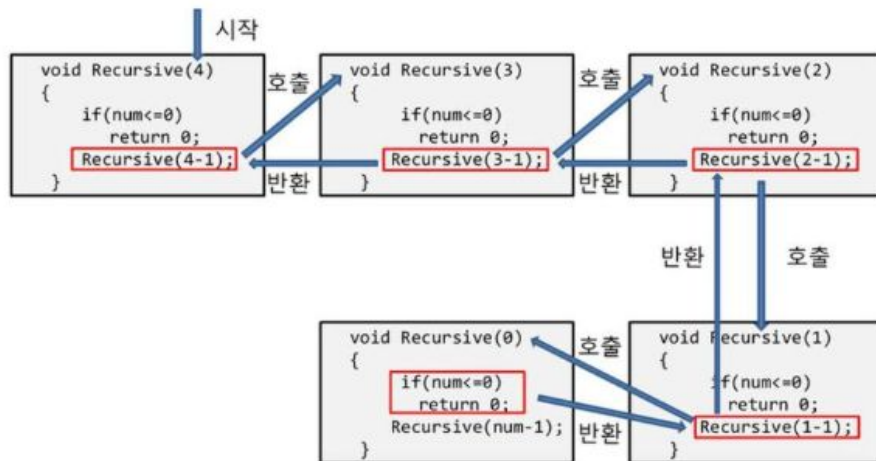 시작
void Recursive(4)
{
if(num<=0)
return 0;
Recursive(4-1);
}
호출
반환
void Recursive(3)
{
if(num<=0)
return 0;
Recursive(3-1);
}
호출
반환
void Recursive(2)
{
if(num<=0)
return 0;
Recursive(2-1);
}
반환
호출
void Recursive(0)
{
if(num<=0)
return 0;
Recursive(num-1);
}
호출
반환
void Recursive(1)
{
if(num<=0)
return 0;
Recursive(1-1);
}